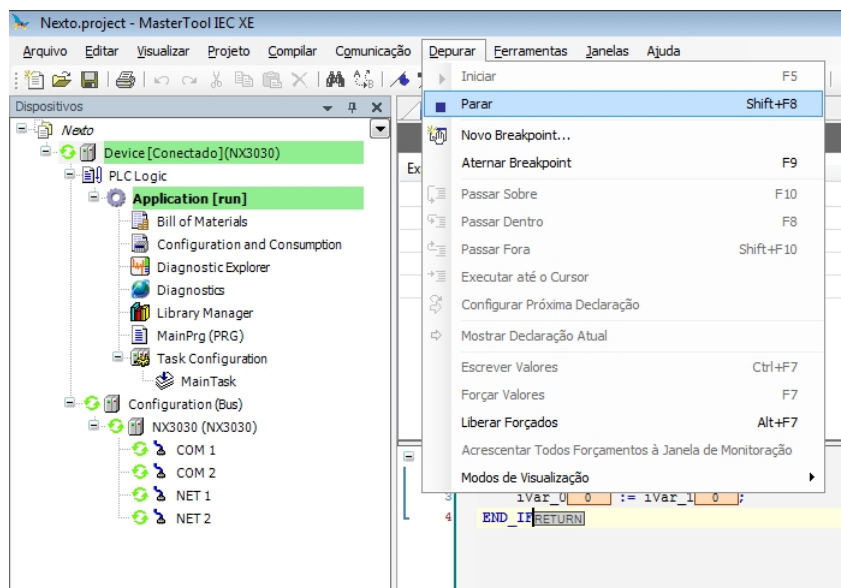 Nexto.project - MasterTool IEC XE
Arquivo Editar Visualizar Projeto Compilar Comunicação Depurar Ferramentas Janelas Ajuda
Dispositivos
Nexto
Device [Conectado](NX3030)
PLC Logic
Application [run]
Bill of Materials
Configuration and Consumption
Diagnostic Explorer
Diagnostics
Library Manager
MainPrg (PRG)
Task Configuration
MainTask
Configuration (Bus)
NX3030 (NX3030)
COM 1
COM 2
NET 1
NET 2
Iniciar F5
Parar Shift+F8
Novo Breakpoint...
Aternar Breakpoint F9
Passar Sobre F10
Passar Dentro F8
Passar Fora Shift+F10
Executar até o Cursor
Configurar Próxima Declaração
Mostrar Declaração Atual
Escrever Valores Ctrl+F7
Forçar Valores F7
Liberar Forçados Alt+F7
Acrescentar Todos Forçamentos à Janela de Monitoração
Modos de Visualização
Ex
3 iVar_0 0 := iVar_1 0 ;
4 END_IF RETURN